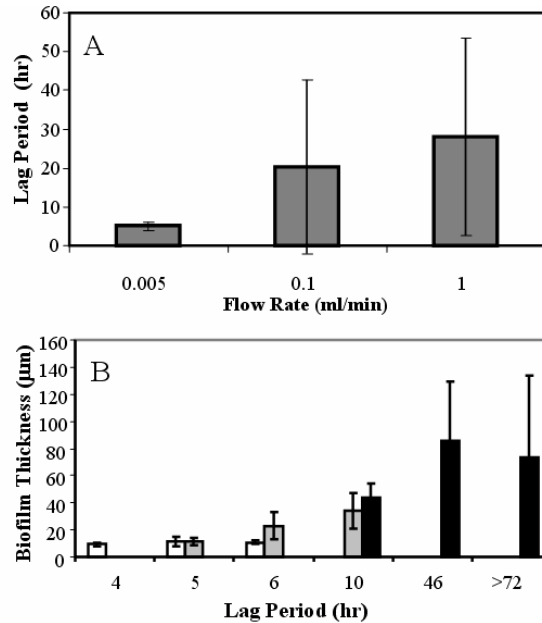 A
60
50
40
30
20
10
0
Lag Period (hr)
0.005 0.1 1
Flow Rate (ml/min)
B
160
140
120
100
80
60
40
20
0
Biofilm Thickness (µm)
4 5 6 10 46 >72
Lag Period (hr)